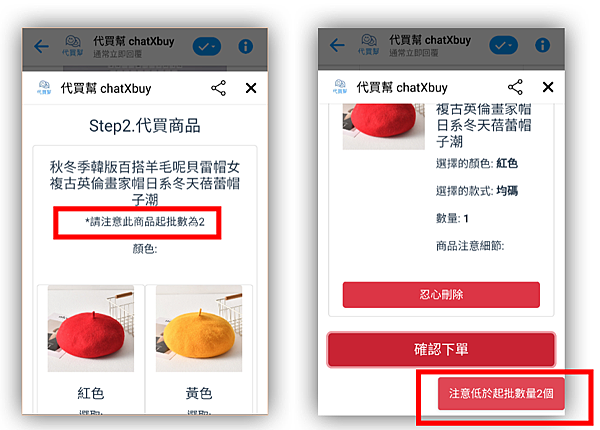 代買幫 chatXbuy
通常立即回覆
代買幫
代買幫 chatXbuy
Step2.代買商品
秋冬季韓版百搭羊毛呢貝雷帽女
複古英倫畫家帽日系冬天蓓蕾帽
子潮
*請注意此商品起批數為2
顏色:
紅色
黃色
選取:
代買幫 chatXbuy
通常立即回覆
代買幫
代買幫 chatXbuy
複古英倫畫家帽
日系冬天蓓蕾帽
子潮
選擇的顏色: 紅色
選擇的款式: 均碼
數量: 1
商品注意細節:
忍心刪除
確認下單
注意低於起批數量2個